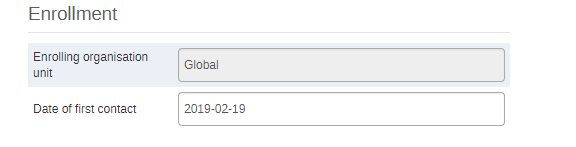 Enrollment
Enrolling organisation
unit
Global
Date of first contact
2019-02-19